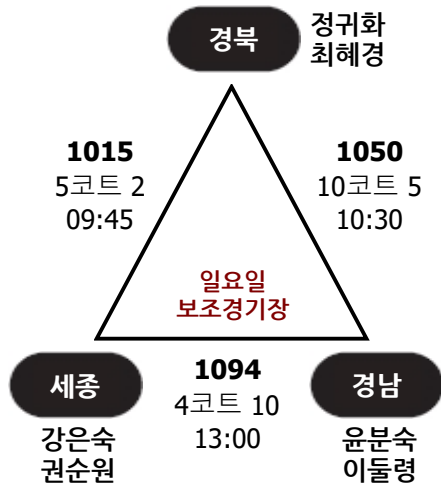 경북
정귀화
최혜경
1015
5코트 2
09:45
1050
10코트 5
10:30
일요일
보조경기장
세종
강은숙
권순원
1094
4코트 10
13:00
경남
윤분숙
이둘령